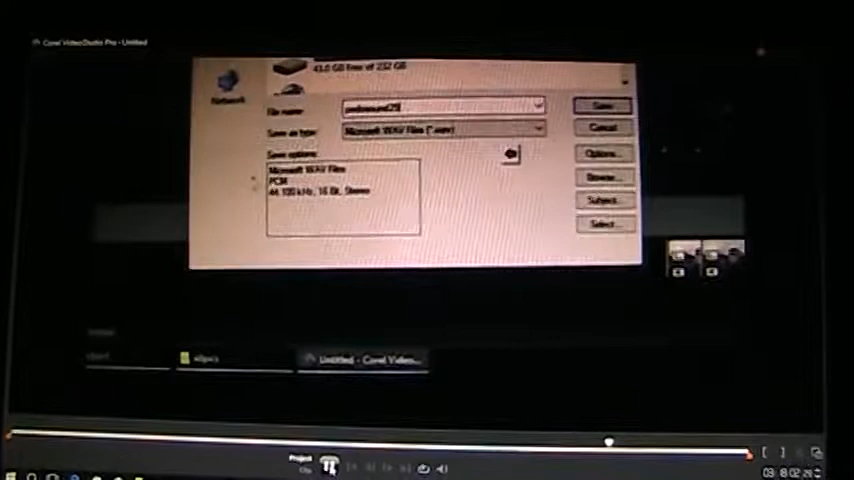 Corel VideoStudio Pro - Untitled
43.0 GB free of 232 GB
Network
File name:
Save
Save as type:
Microsoft WAV Files (*.wav)
Cancel
Save options:
Options...
Microsoft WAV Files
PCM
44.100 kHz, 16 Bit, Stereo
Browse...
Subject...
Select...
Untitled - Corel Video...
Project